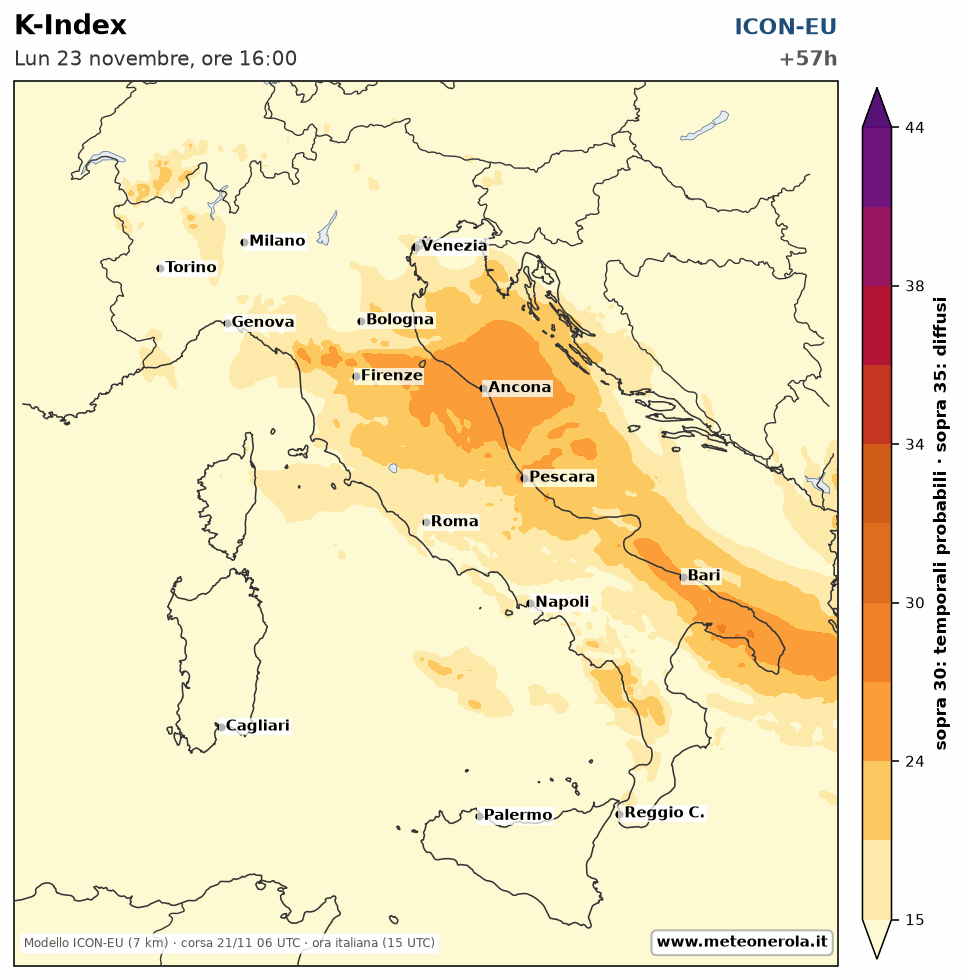 K-Index
ICON-EU
Lun 23 novembre, ore 16:00
+57h
44
Milano
Venezia
Torino
38
Genova
Bologna
Firenze
Ancona
34
Pescara
Roma
Bari
Napoli
30
Cagliari
24
Palermo
Reggio C.
15
sopra 30: temporali probabili · sopra 35: diffusi
Modello ICON-EU (7 km) · corsa 21/11 06 UTC · ora italiana (15 UTC)
www.meteonerola.it